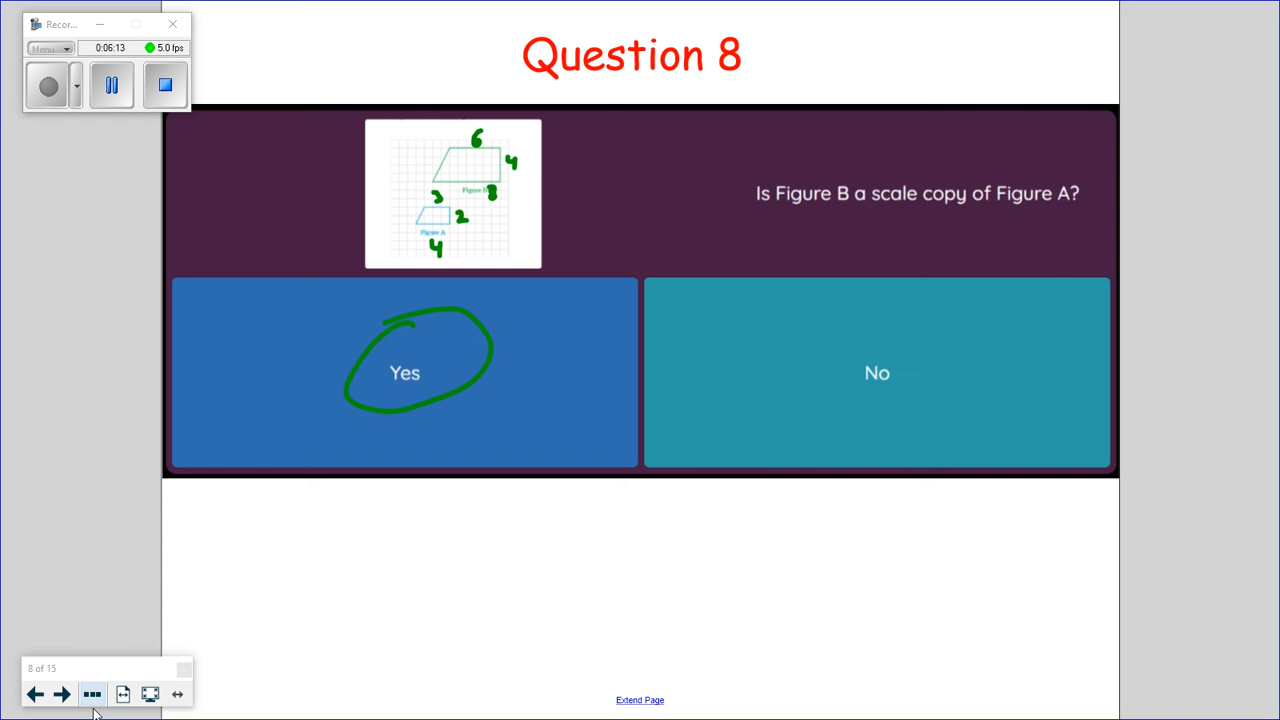 Recor...
Menu
0:06:13
5.0 fps
Question 8
6
4
Figure B
8
3
2
Figure A
4
Is Figure B a scale copy of Figure A?
Yes
No
8 of 15
Extend Page